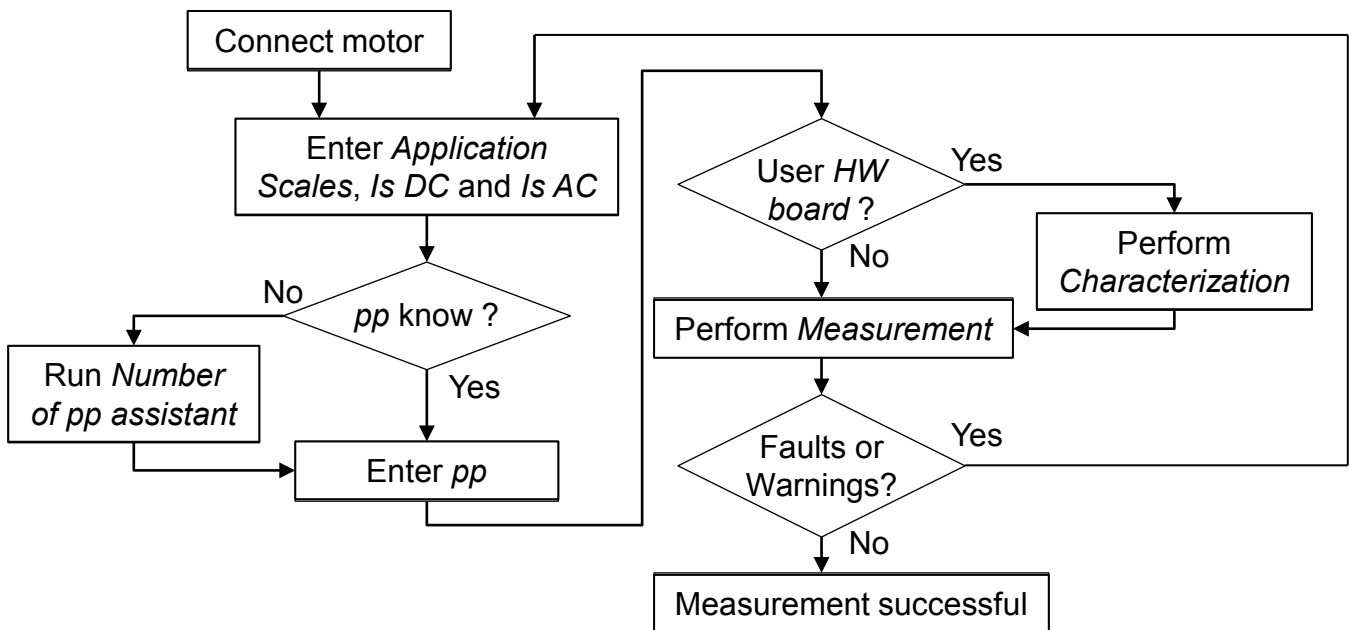 Connect motor
Enter Application
Scales, Is DC and Is AC
No
pp know ?
Run Number
of pp assistant
Yes
Enter pp
User HW
board ?
Yes
No
Perform
Characterization
Perform Measurement
Faults or
Warnings?
Yes
No
Measurement successful